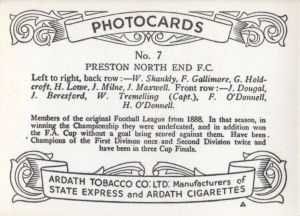 PHOTOCARDS
No. 7
PRESTON NORTH END F.C.
Left to right, back row :—W. Shankly, F. Gallimore, G. Hold-
croft, H. Lowe, J. Milne, J. Maxwell. Front row :—J. Dougal,
J. Beresford, W. Tremelling (Capt.), F. O'Donnell,
H. O'Donnell.
Members of the original Football League from 1888. In that season, in
winning the Championship they were undefeated, and in addition won
the F.A. Cup without a goal being scored against them. Have been
Champions of the First Division once and Second Division twice and
have been in three Cup Finals.
ARDATH TOBACCO CO: LTD. Manufacturers of
STATE EXPRESS and ARDATH CIGARETTES
A